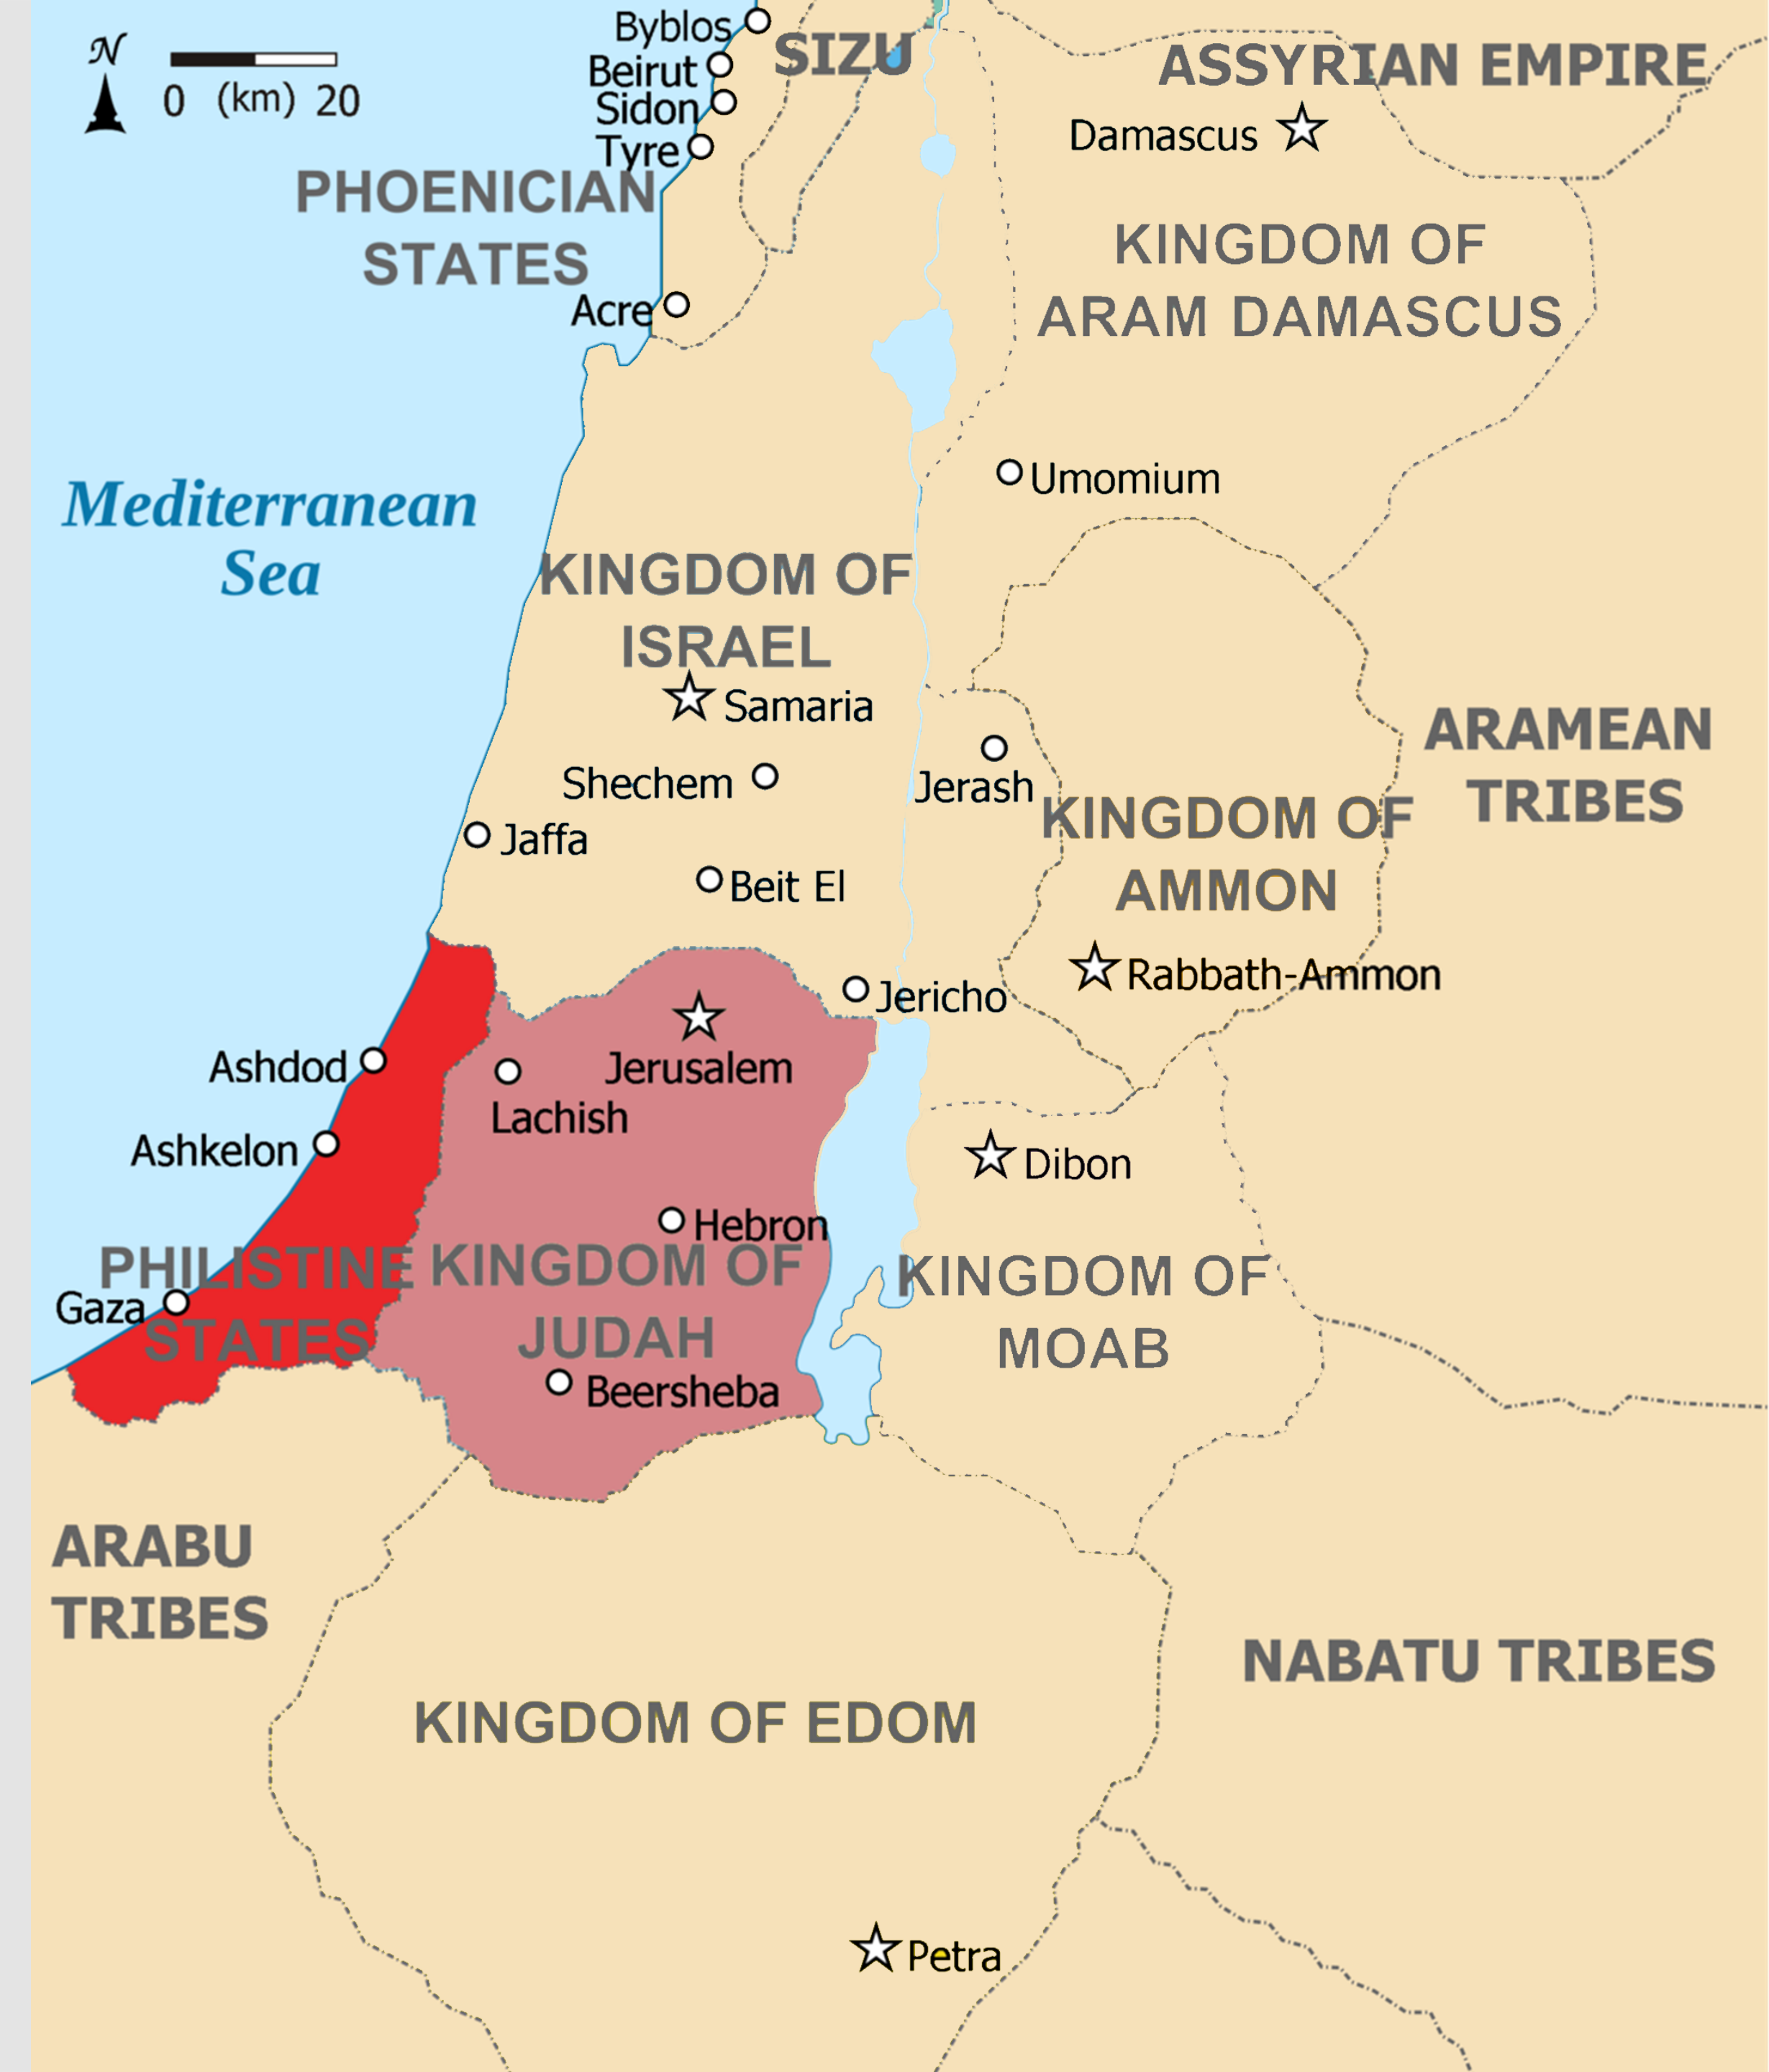 N
0 (km) 20
Byblos
Beirut
Sidon
Tyre
SIZU
ASSYRIAN EMPIRE
Damascus
PHOENICIAN
STATES
Acre
KINGDOM OF
ARAM DAMASCUS
Mediterranean
Sea
Umomium
KINGDOM OF
ISRAEL
Samaria
Shechem
Jerash
Jaffa
Beit El
KINGDOM OF
AMMON
ARAMEAN
TRIBES
Rabbath-Ammon
Jericho
Ashdod
Jerusalem
Lachish
Ashkelon
Dibon
Hebron
PHILISTINE
STATES
Gaza
KINGDOM OF
JUDAH
Beersheba
KINGDOM OF
MOAB
ARABU
TRIBES
NABATU TRIBES
KINGDOM OF EDOM
Petra